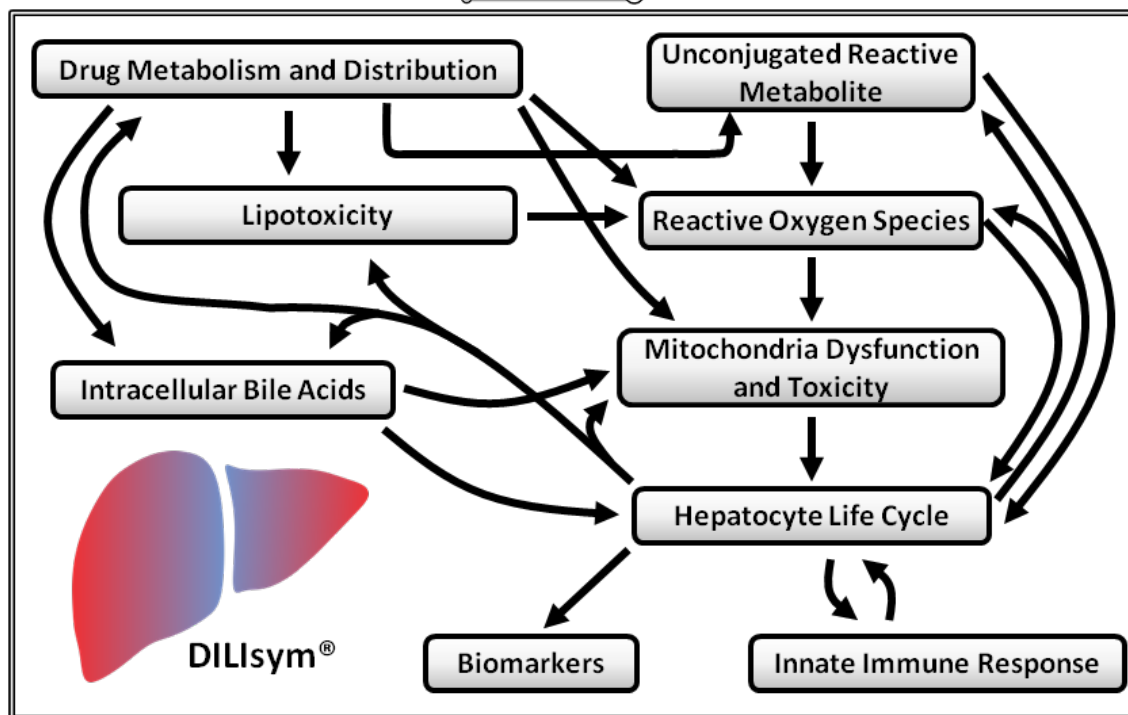 Drug Metabolism and Distribution
Unconjugated Reactive
Metabolite
Lipotoxicity
Reactive Oxygen Species
Mitochondria Dysfunction
and Toxicity
Intracellular Bile Acids
Hepatocyte Life Cycle
DILIsym®
Biomarkers
Innate Immune Response